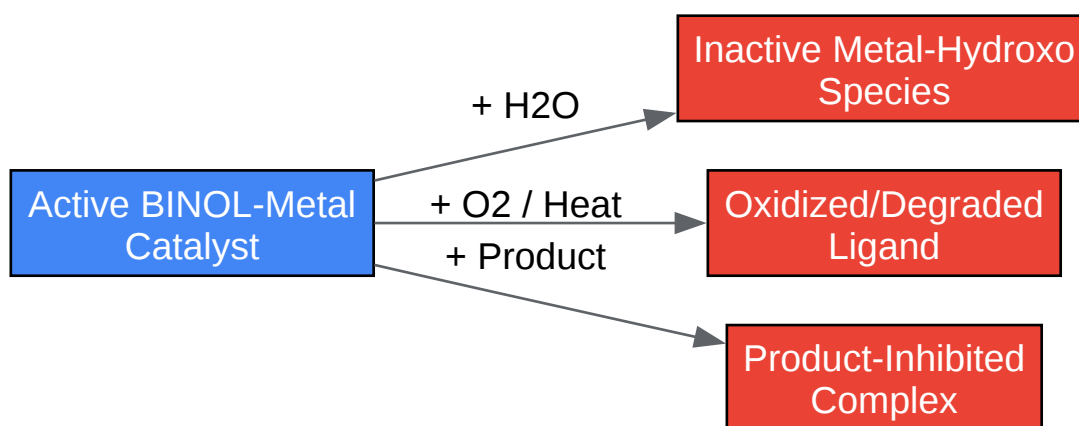 Inactive Metal-Hydroxo
Species
+ H2O
Active BINOL-Metal
Catalyst
+ O2 / Heat
Oxidized/Degraded
Ligand
+ Product
Product-Inhibited
Complex